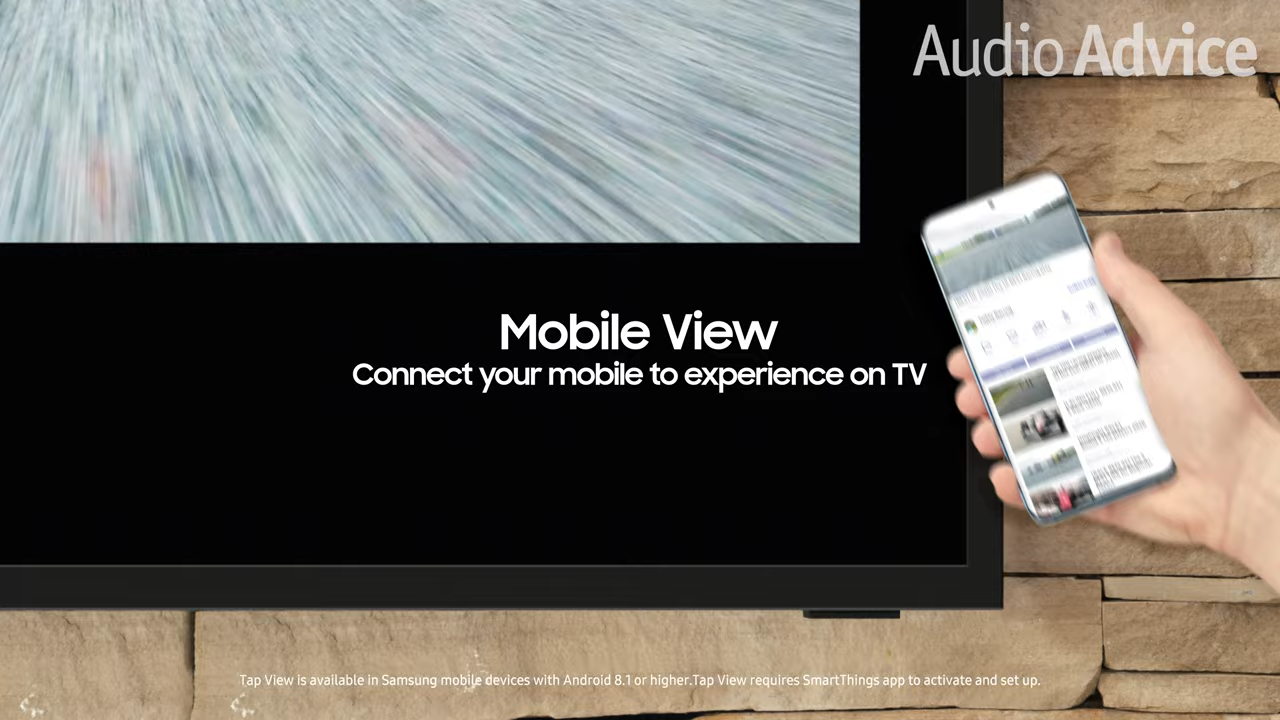 Audio Advice
Mobile View
Connect your mobile to experience on TV
Tap View is available in Samsung mobile devices with Android 8.1 or higher.Tap View requires SmartThings app to activate and set up.